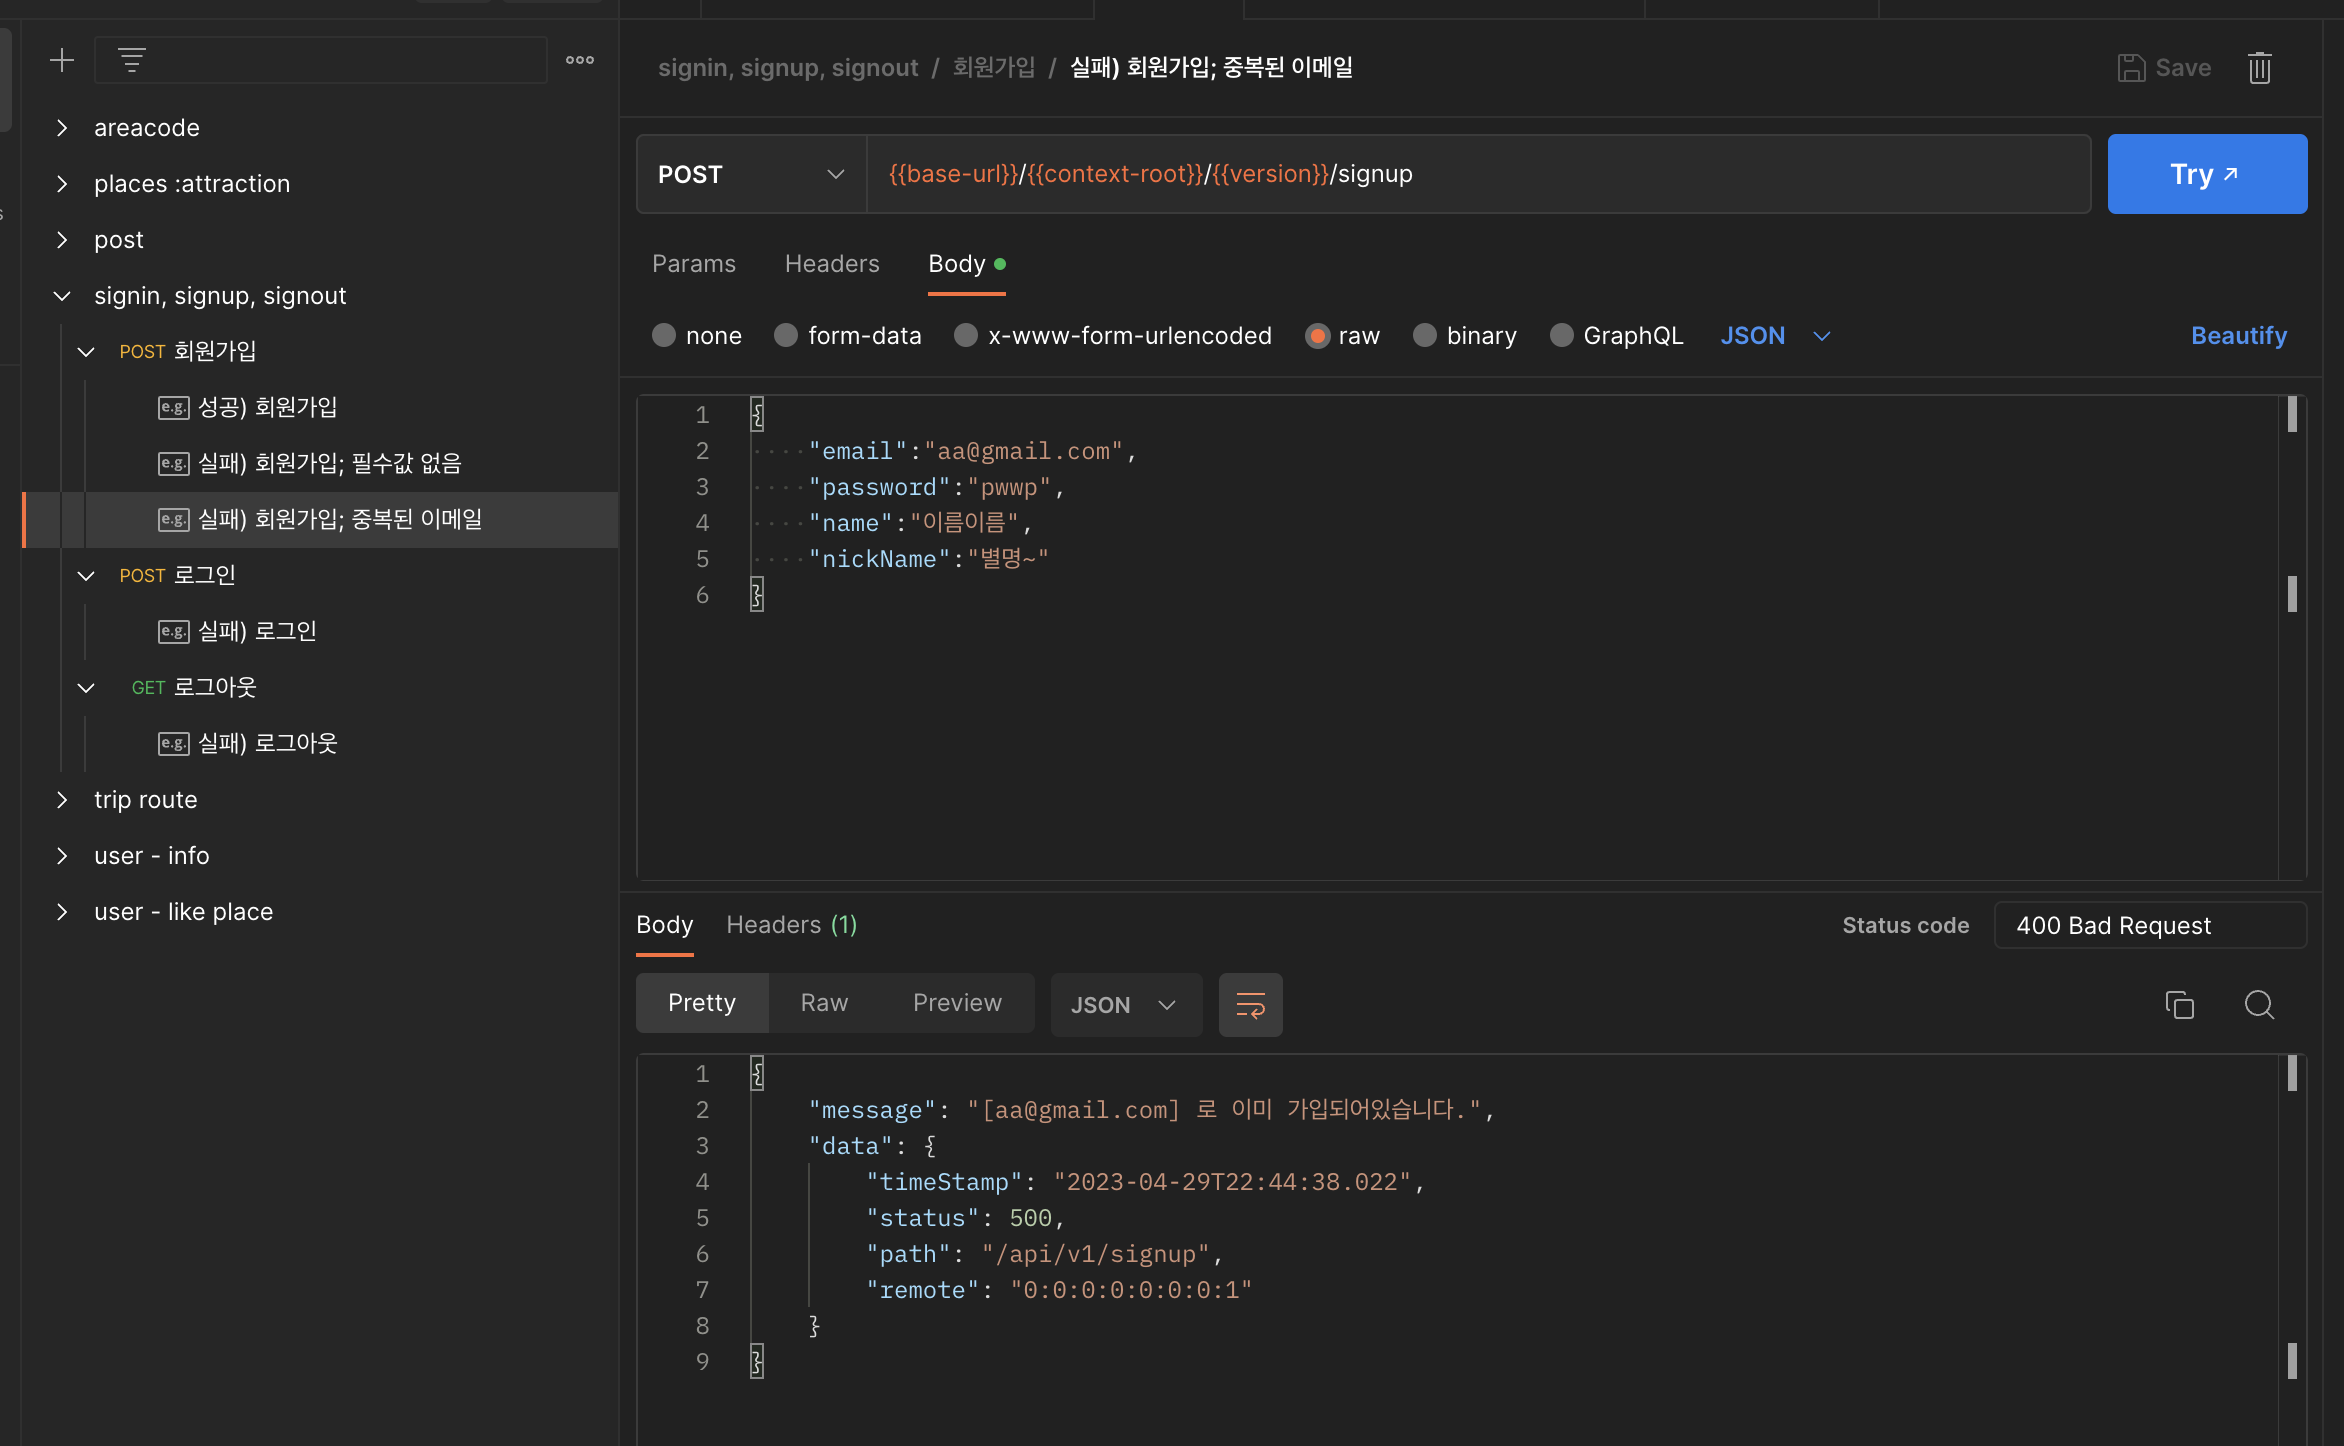 areacode
places :attraction
post
signin, signup, signout
POST 회원가입
e.g. 성공) 회원가입
e.g. 실패) 회원가입; 필수값 없음
e.g. 실패) 회원가입; 중복된 이메일
POST 로그인
e.g. 실패) 로그인
GET 로그아웃
e.g. 실패) 로그아웃
trip route
user - info
user - like place
signin, signup, signout / 회원가입 / 실패) 회원가입; 중복된 이메일
Save
POST
{{base-url}}/{{context-root}}/{{version}}/signup
Try ↗
Params Headers Body
none form-data x-www-form-urlencoded raw binary GraphQL JSON Beautify
1 {
2 "email":"aa@gmail.com",
3 "password":"pwwp",
4 "name":"이름이름",
5 "nickName":"별명~"
6 }
Body Headers (1) Status code 400 Bad Request
Pretty Raw Preview JSON
1 {
2 "message": "[aa@gmail.com] 로 이미 가입되어있습니다.",
3 "data": {
4 "timeStamp": "2023-04-29T22:44:38.022",
5 "status": 500,
6 "path": "/api/v1/signup",
7 "remote": "0:0:0:0:0:0:0:1"
8 }
9 }